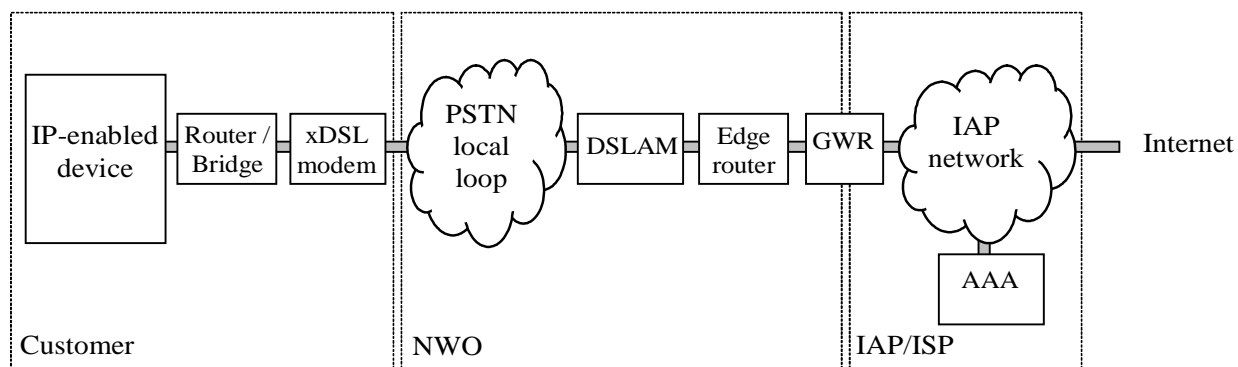 IP-enabled
device
Router /
Bridge
xDSL
modem
PSTN
local
loop
DSLAM
Edge
router
GWR
IAP
network
Internet
AAA
Customer
NWO
IAP/ISP